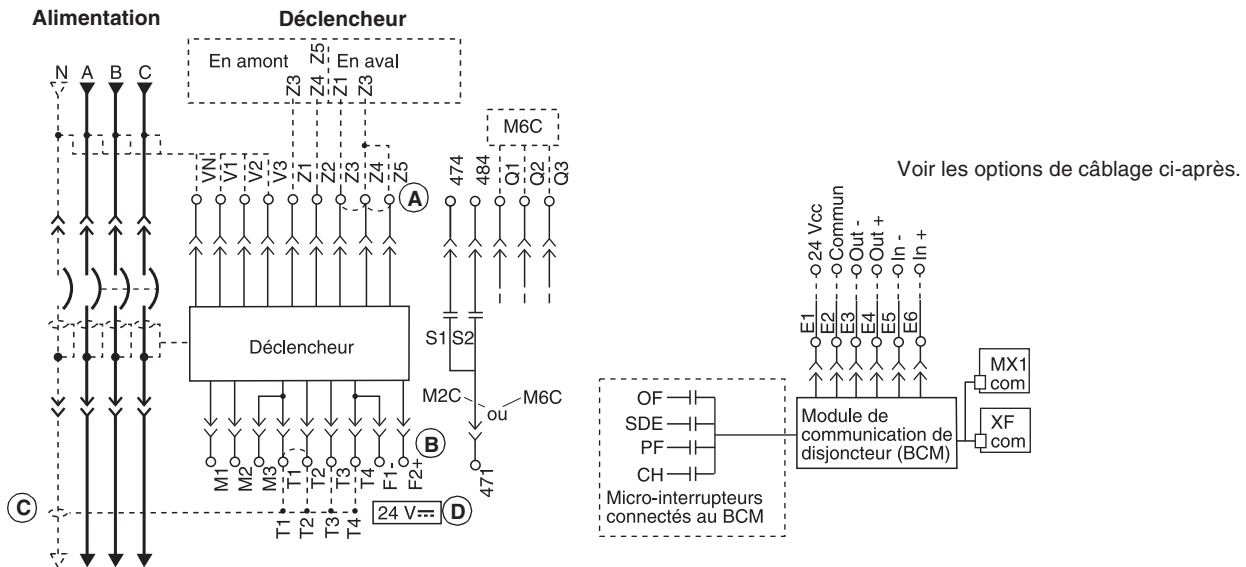 Alimentation
Déclencheur
En amont
Z5
En aval
Z3
Z4
Z1
Z3
N A B C
M6C
VN
V1
V2
V3
Z1
Z2
Z3
Z4
Z5
A
474
484
Q1
Q2
Q3
Voir les options de câblage ci-après.
24 Vcc
Commun
Out -
Out +
In -
In +
E1
E2
E3
E4
E5
E6
S1 S2
Déclencheur
M2C
ou
M6C
B
M1
M2
M3
T1
T2
T3
T4
F1-
F2+
471
C
24 V
D
T1
T2
T3
T4
OF
SDE
PF
CH
Micro-interrupteurs
connectés au BCM
Module de
communication de
disjoncteur (BCM)
MX1
com
XF
com